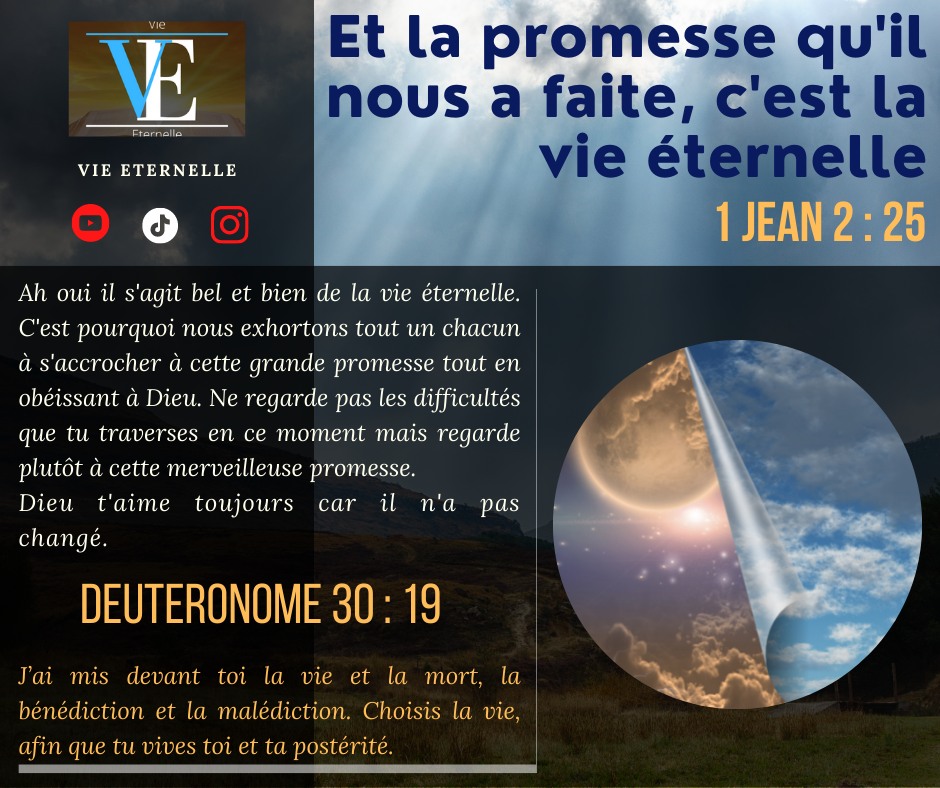 Vie
VE
Eternelle
VIE ETERNELLE
Et la promesse qu'il
nous a faite, c'est la
vie éternelle
1 JEAN 2 : 25
Ah oui il s'agit bel et bien de la vie éternelle.
C'est pourquoi nous exhortons tout un chacun
à s'accrocher à cette grande promesse tout en
obéissant à Dieu. Ne regarde pas les difficultés
que tu traverses en ce moment mais regarde
plutôt à cette merveilleuse promesse.
Dieu t'aime toujours car il n'a pas
changé.
DEUTERONOME 30 : 19
J'ai mis devant toi la vie et la mort, la
bénédiction et la malédiction. Choisis la vie,
afin que tu vives toi et ta postérité.